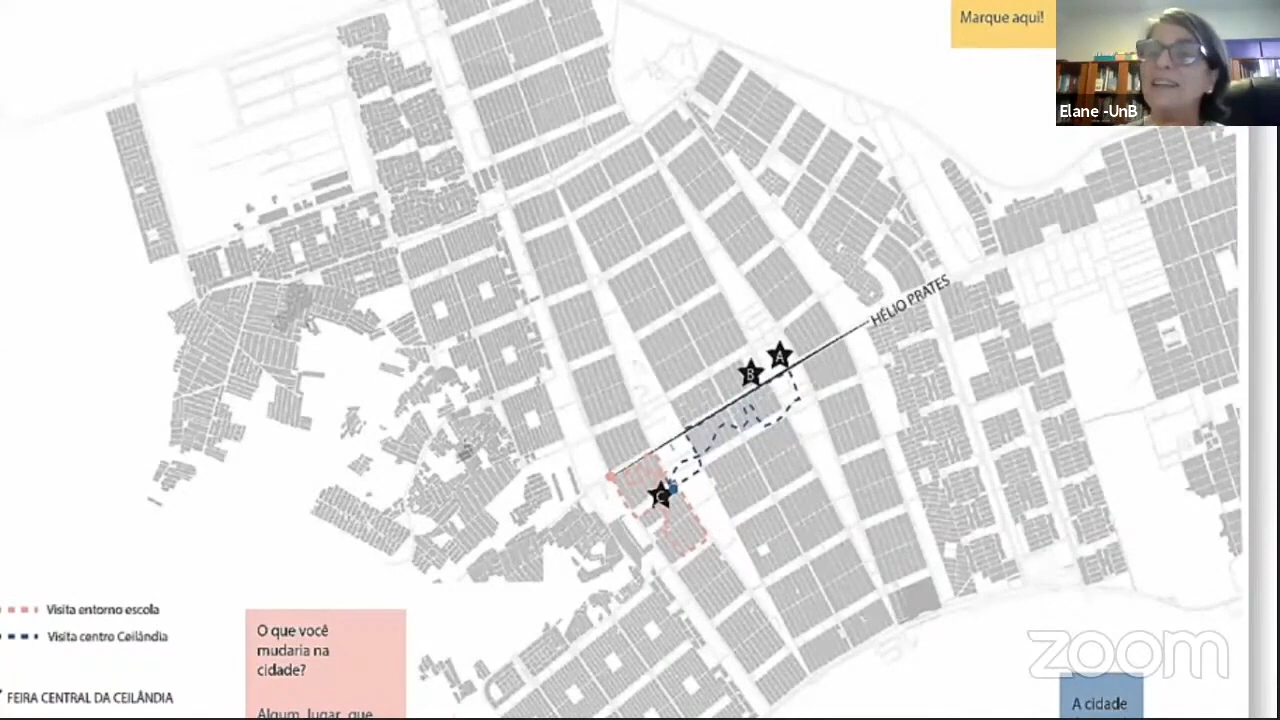 Marque aqui!
Elane -UnB
HÉLIO PRATES
A
B
C
Visita entorno escola
Visita centro Ceilândia
O que você
mudaria na
cidade?
FEIRA CENTRAL DA CEILÂNDIA
Algum lugar que
zoom
A cidade